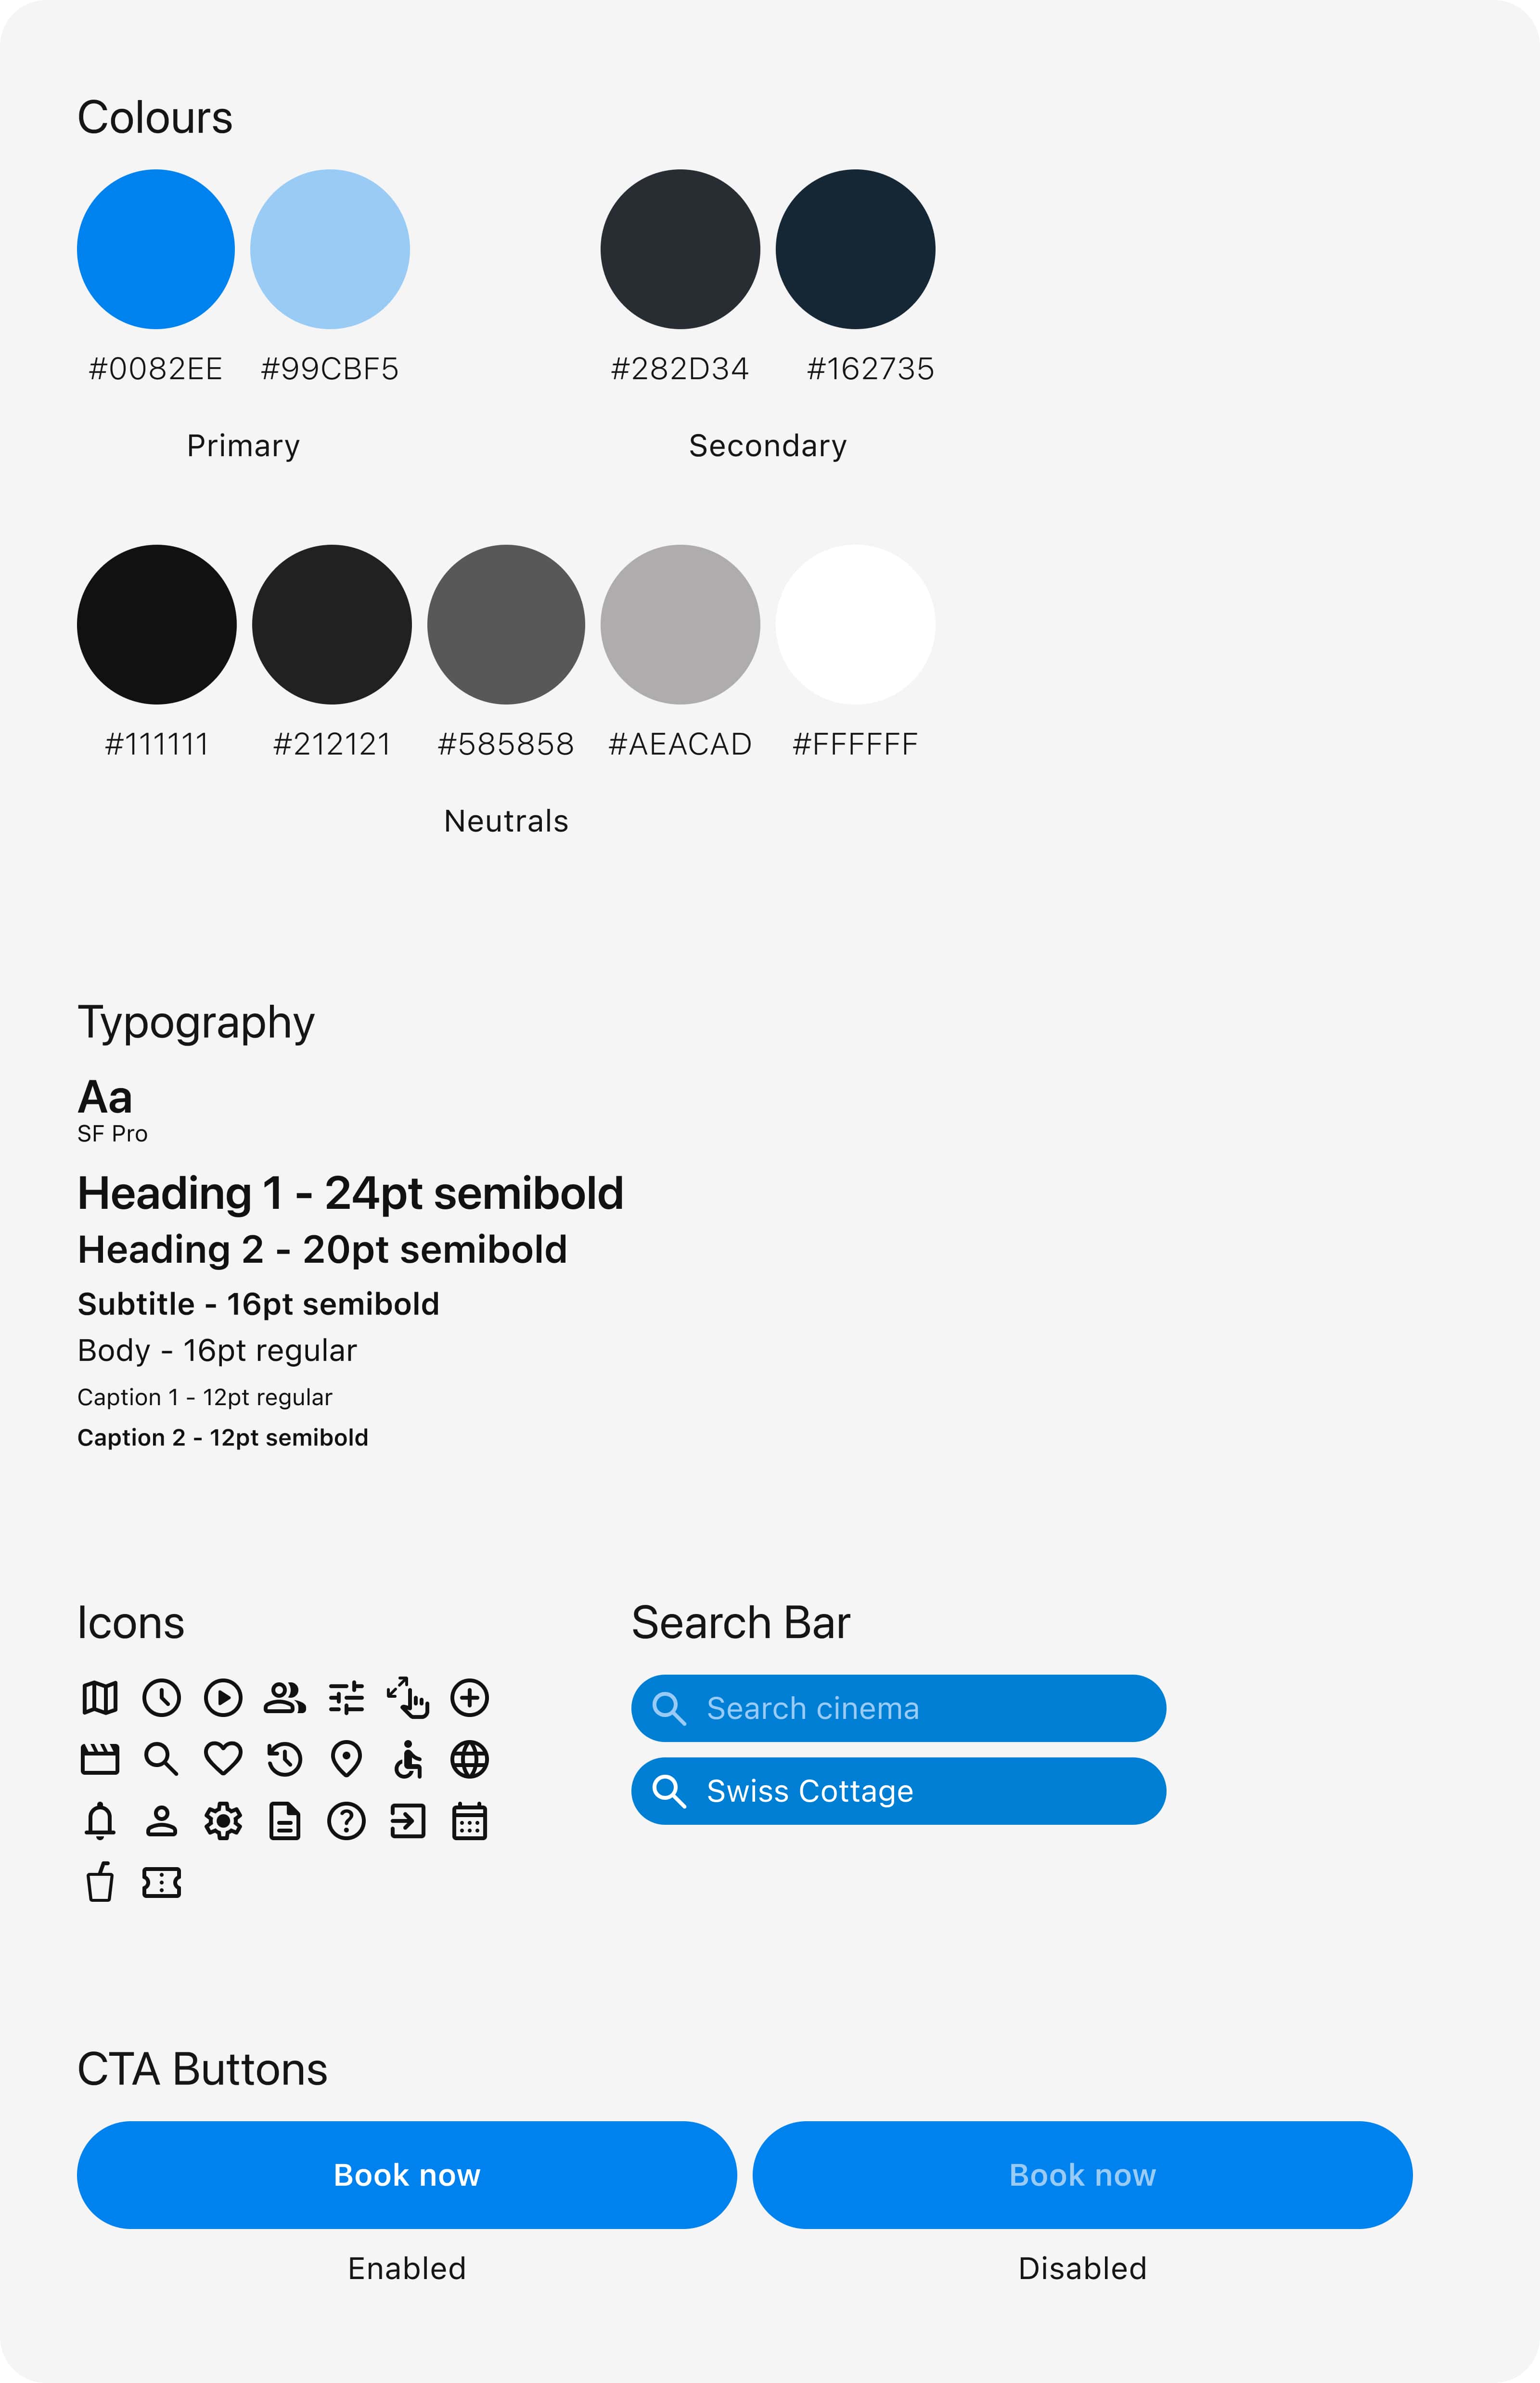 Colours
#0082EE #99CBF5 #282D34 #162735
Primary Secondary
#111111 #212121 #585858 #AEACAD #FFFFFF
Neutrals
Typography
Aa
SF Pro
Heading 1 - 24pt semibold
Heading 2 - 20pt semibold
Subtitle - 16pt semibold
Body - 16pt regular
Caption 1 - 12pt regular
Caption 2 - 12pt semibold
Icons
Search Bar
Search cinema
Swiss Cottage
CTA Buttons
Book now Book now
Enabled Disabled